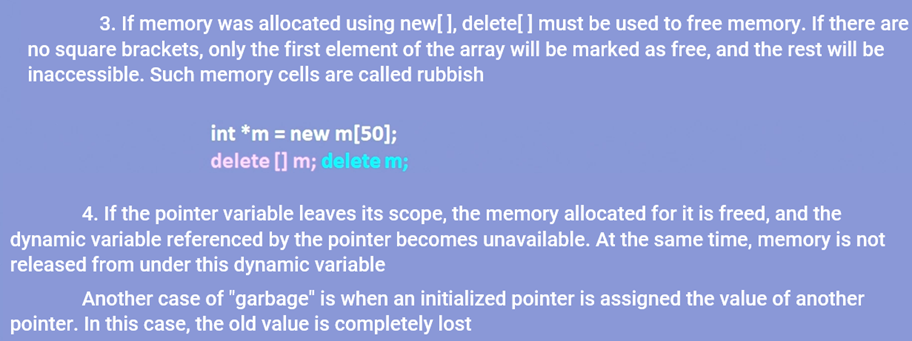 3. If memory was allocated using new[ ], delete[ ] must be used to free memory. If there are
no square brackets, only the first element of the array will be marked as free, and the rest will be
inaccessible. Such memory cells are called rubbish
int *m = new m[50];
delete [] m; delete m;
4. If the pointer variable leaves its scope, the memory allocated for it is freed, and the
dynamic variable referenced by the pointer becomes unavailable. At the same time, memory is not
released from under this dynamic variable
Another case of "garbage" is when an initialized pointer is assigned the value of another
pointer. In this case, the old value is completely lost